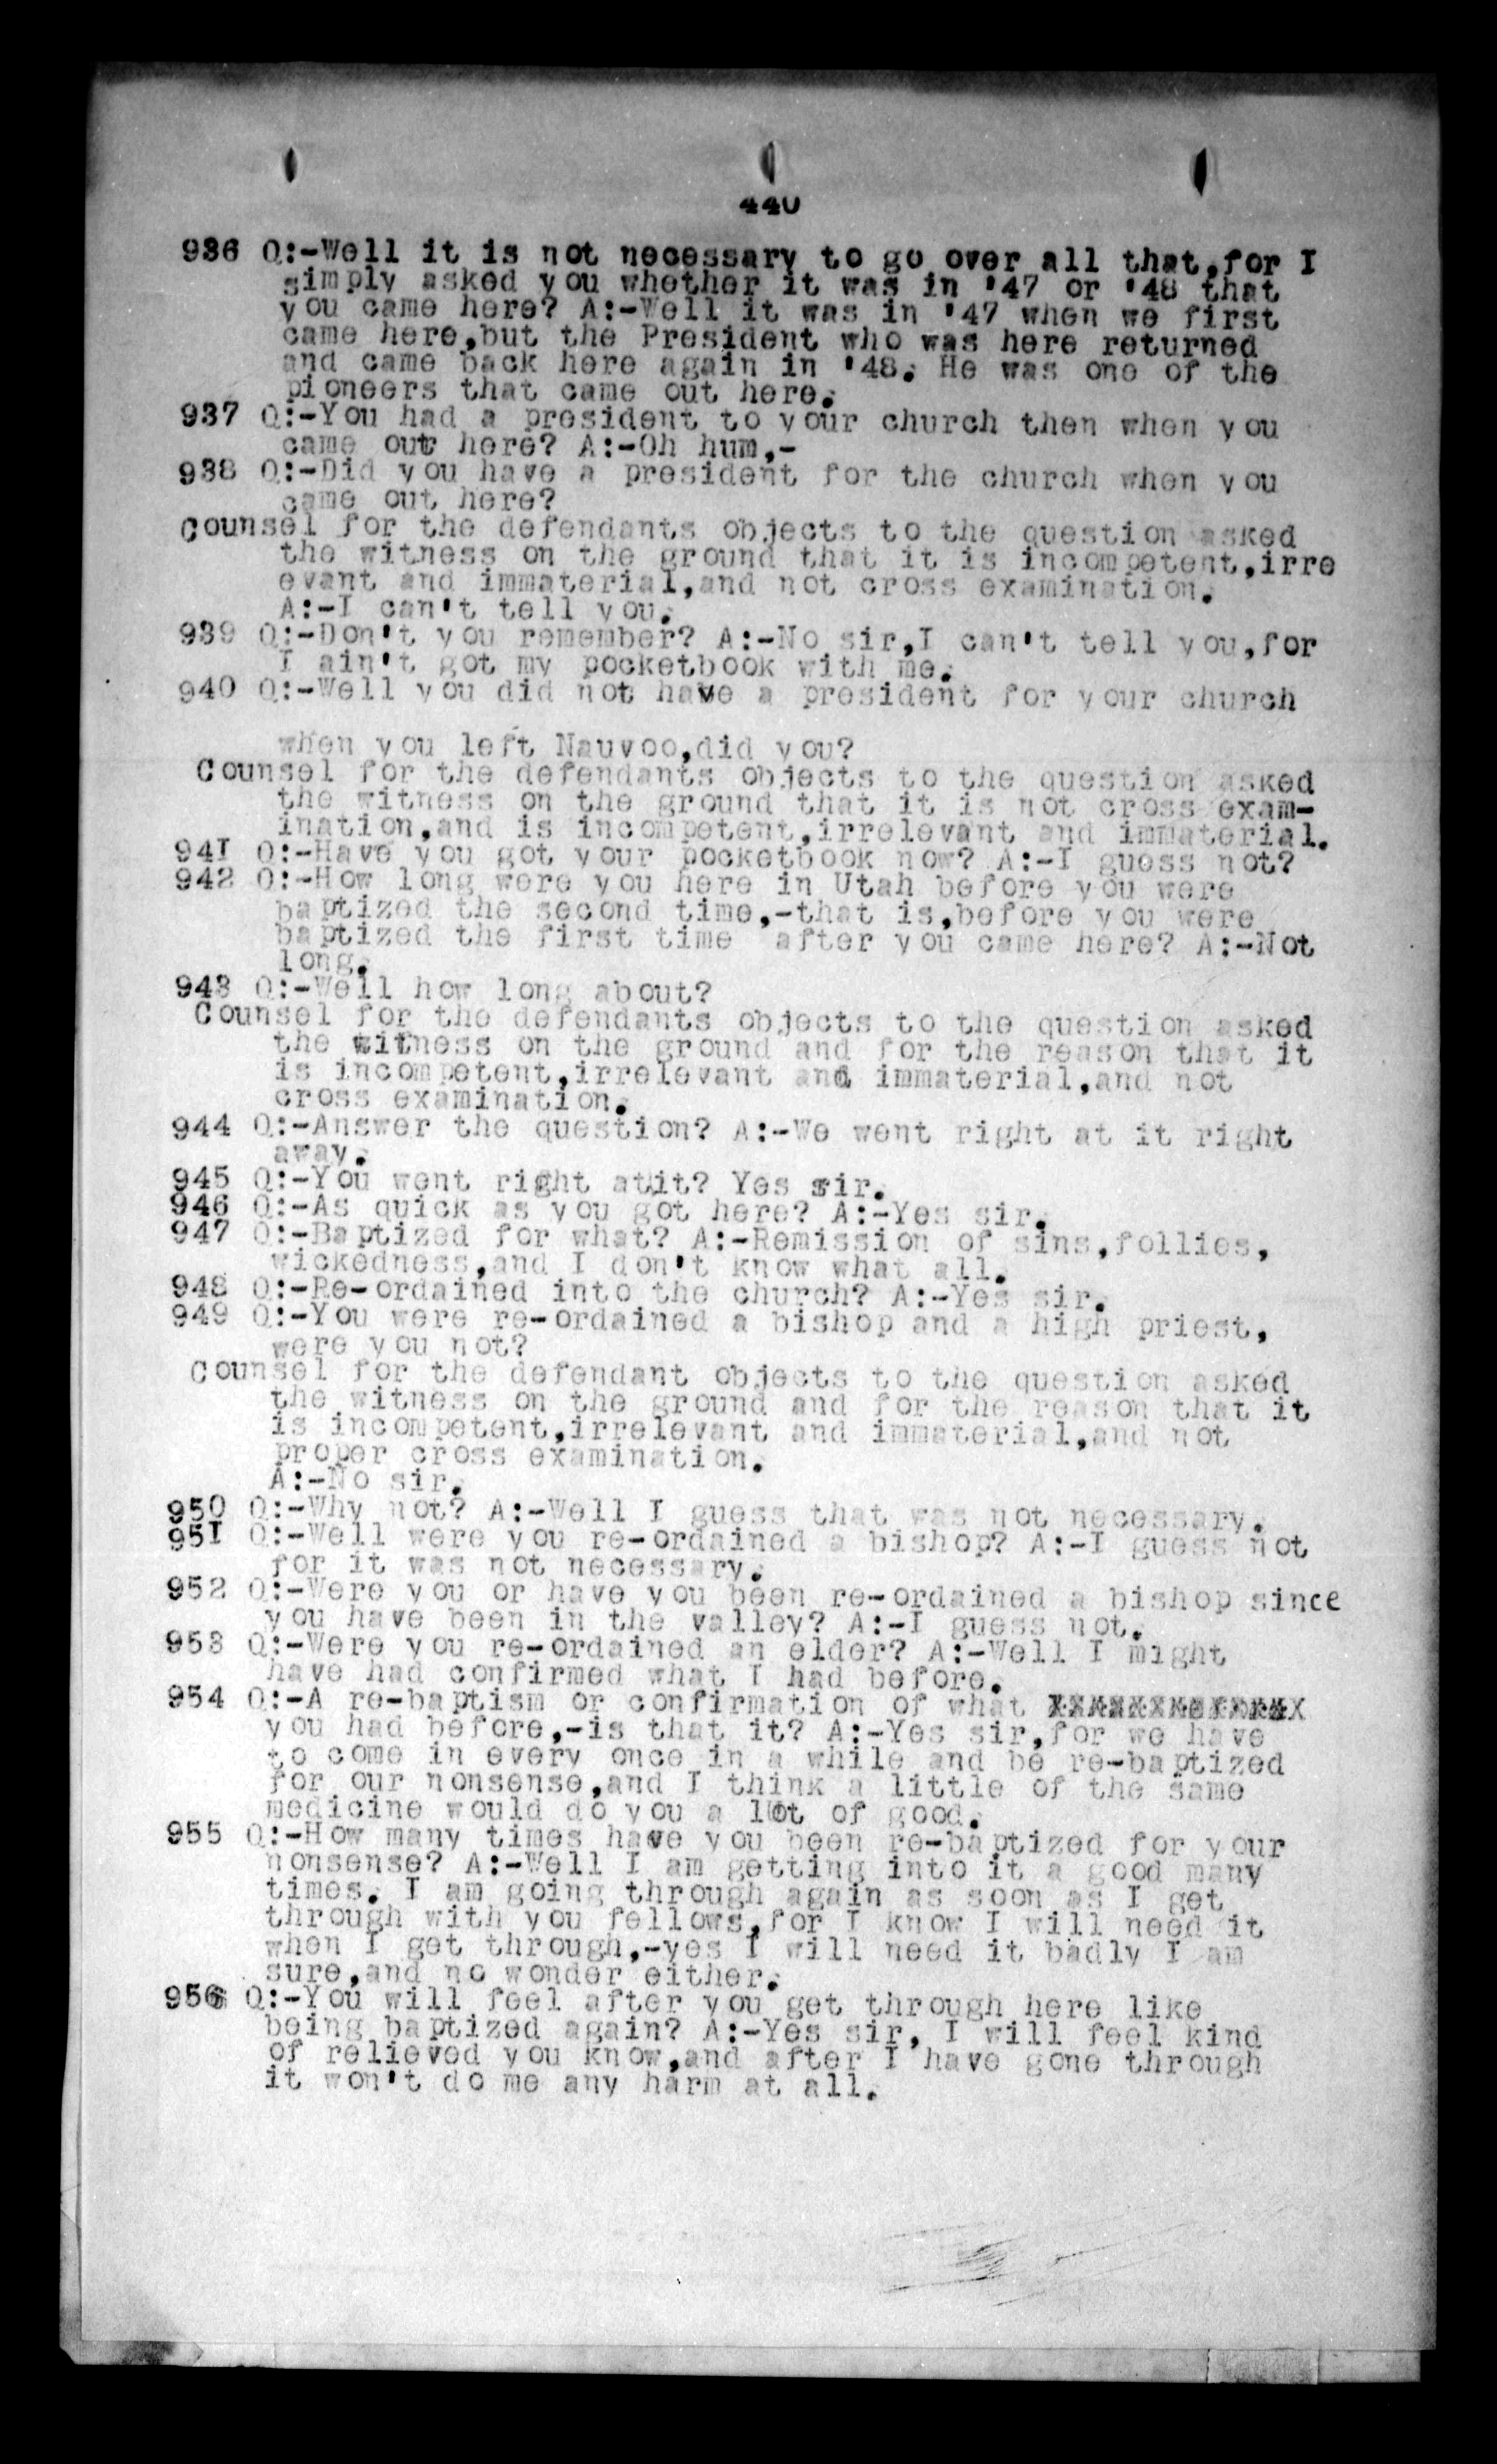 440
936 Q:-Well it is not necessary to go over all that,for I
simply asked you whether it was in '47 or '48 that
you came here? A:-Well it was in '47 when we first
came here,but the President who was here returned
and came back here again in '48. He was one of the
pioneers that came out here.
937 Q:-You had a president to your church then when you
came out here? A:-Oh hum,-
938 Q:-Did you have a president for the church when you
came out here?
Counsel for the defendants objects to the question asked
the witness on the ground that it is incompetent,irre
evant and immaterial,and not cross examination.
A:-I can't tell you.
939 Q:-Don't you remember? A:-No sir,I can't tell you,for
I ain't got my pocketbook with me.
940 Q:-Well you did not have a president for your church
when you left Nauvoo,did you?
Counsel for the defendants objects to the question asked
the witness on the ground that it is not cross exam-
ination,and is incompetent,irrelevant and immaterial.
941 Q:-Have you got your pocketbook now? A:-I guess not?
942 Q:-How long were you here in Utah before you were
baptized the second time,-that is,before you were
baptized the first time after you came here? A:-Not
long.
943 Q:-Well how long about?
Counsel for the defendants objects to the question asked
the witness on the ground and for the reason that it
is incompetent,irrelevant and immaterial,and not
cross examination.
944 Q:-Answer the question? A:-We went right at it right
away.
945 Q:-You went right at it? Yes sir.
946 Q:-As quick as you got here? A:-Yes sir.
947 Q:-Baptized for what? A:-Remission of sins,follies,
wickedness,and I don't know what all.
948 Q:-Re-ordained into the church? A:-Yes sir.
949 Q:-You were re-ordained a bishop and a high priest,
were you not?
Counsel for the defendant objects to the question asked
the witness on the ground and for the reason that it
is incompetent,irrelevant and immaterial,and not
proper cross examination.
A:-No sir.
950 Q:-Why not? A:-Well I guess that was not necessary.
951 Q:-Well were you re-ordained a bishop? A:-I guess not
for it was not necessary.
952 Q:-Were you or have you been re-ordained a bishop since
you have been in the valley? A:-I guess not.
953 Q:-Were you re-ordained an elder? A:-Well I might
have had confirmed what I had before.
954 Q:-A re-baptism or confirmation of what
you had before,-is that it? A:-Yes sir,for we have
to come in every once in a while and be re-baptized
for our nonsense,and I think a little of the same
medicine would do you a lot of good.
955 Q:-How many times have you been re-baptized for your
nonsense? A:-Well I am getting into it a good many
times. I am going through again as soon as I get
through with you fellows,for I know I will need it
when I get through,-yes I will need it badly I am
sure,and no wonder either.
956 Q:-You will feel after you get through here like
being baptized again? A:-Yes sir, I will feel kind
of relieved you know,and after I have gone through
it won't do me any harm at all.